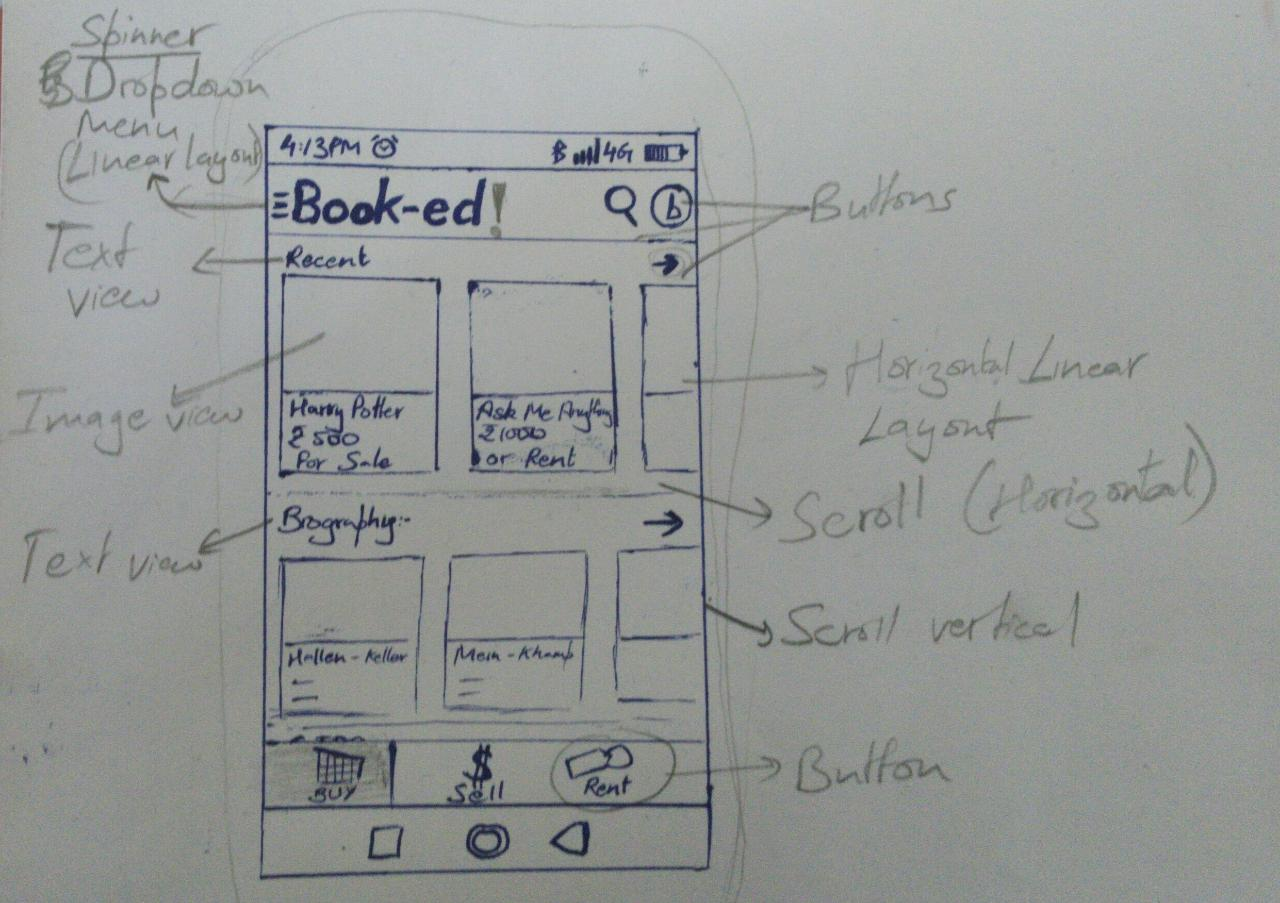 Spinner
Dropdown
Menu
(Linear layout)
4:13PM 4G
Book-ed!
b
Buttons
Text
view
Recent
Image view
Harry Potter
₹ 500
For Sale
Ask Me Anything
₹ 1000
or Rent
Horizontal Linear
Layout
Scroll (Horizontal)
Text view
Biography:-
Scroll vertical
Hellen-Keller
Mein-Khamp
BUY
$
Sell
Rent
Button